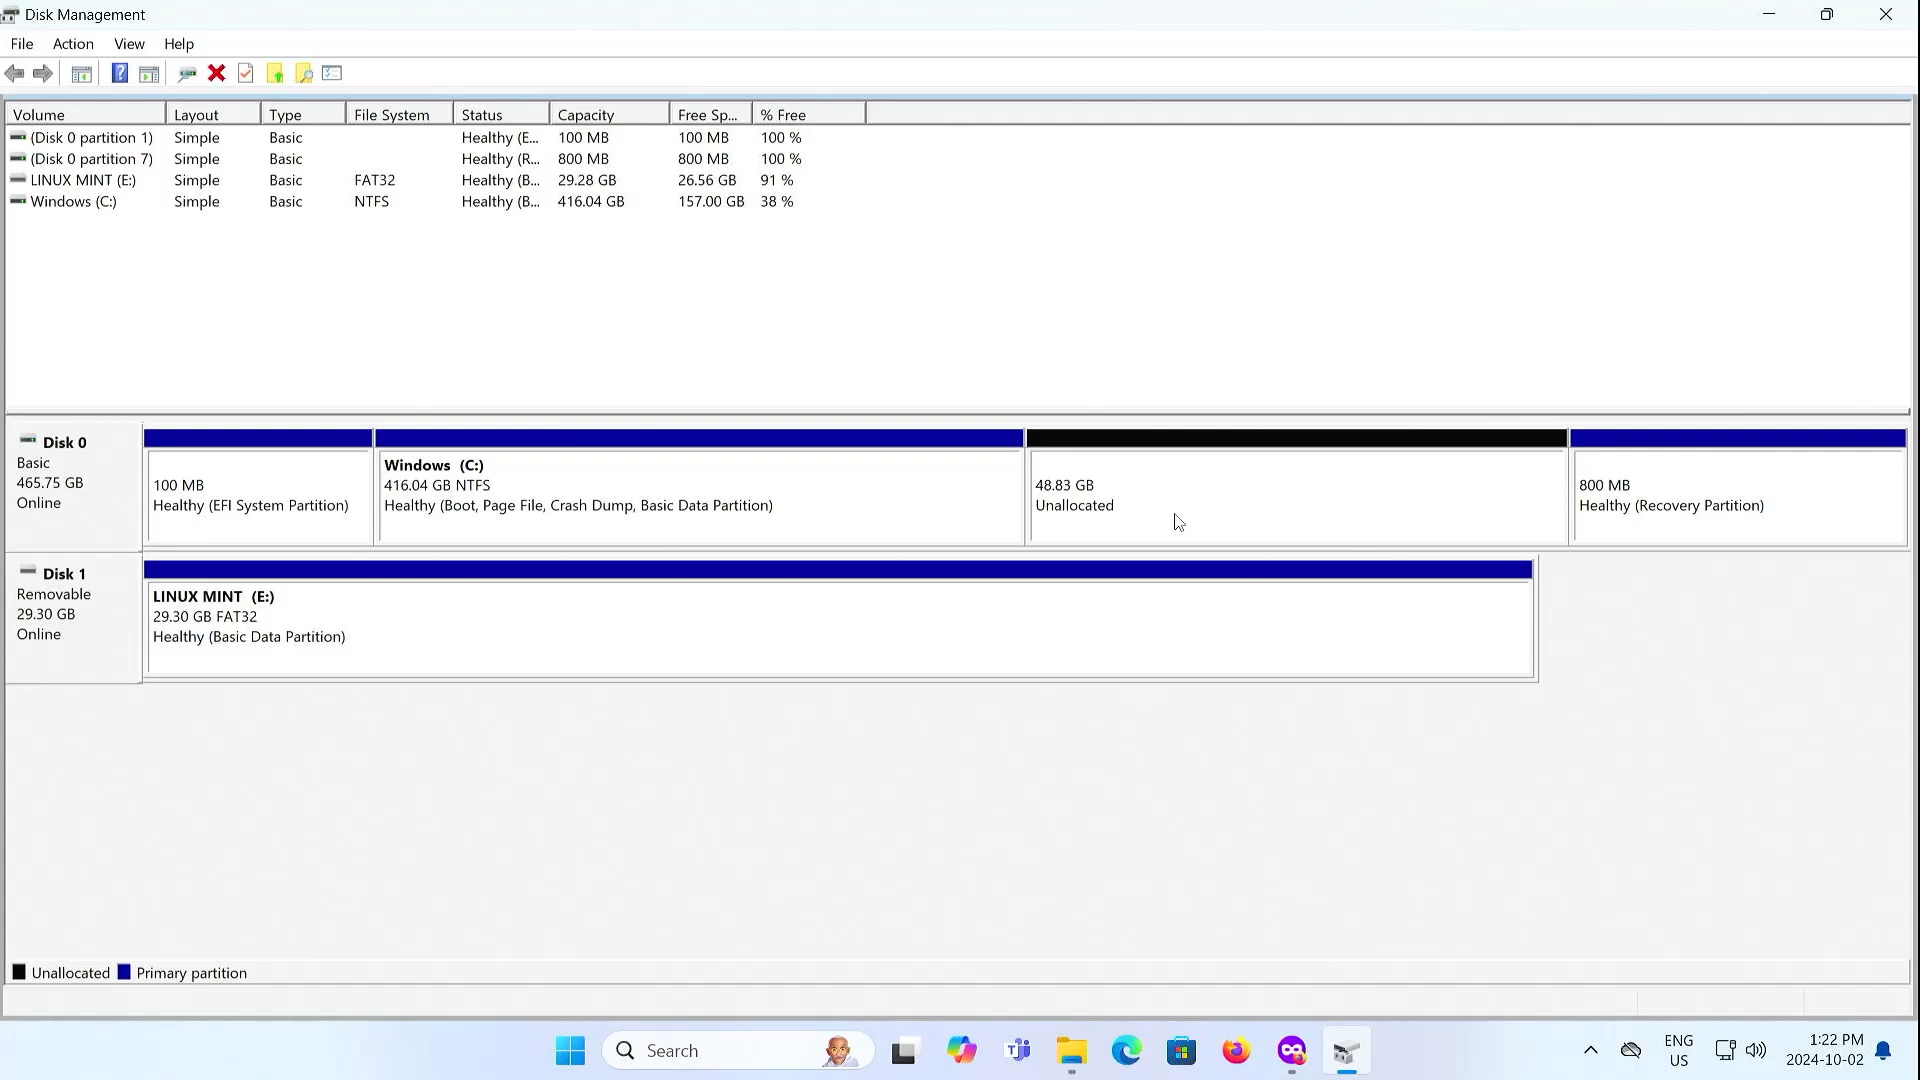 Disk Management
File Action View Help
Volume Layout Type File System Status Capacity Free Sp... % Free
(Disk 0 partition 1) Simple Basic Healthy (E... 100 MB 100 MB 100 %
(Disk 0 partition 7) Simple Basic Healthy (R... 800 MB 800 MB 100 %
LINUX MINT (E:) Simple Basic FAT32 Healthy (B... 29.28 GB 26.56 GB 91 %
Windows (C:) Simple Basic NTFS Healthy (B... 416.04 GB 157.00 GB 38 %
Disk 0
Basic
465.75 GB
Online
100 MB
Healthy (EFI System Partition)
Windows (C:)
416.04 GB NTFS
Healthy (Boot, Page File, Crash Dump, Basic Data Partition)
48.83 GB
Unallocated
800 MB
Healthy (Recovery Partition)
Disk 1
Removable
29.30 GB
Online
LINUX MINT (E:)
29.30 GB FAT32
Healthy (Basic Data Partition)
Unallocated Primary partition
Search
ENG
US
1:22 PM
2024-10-02